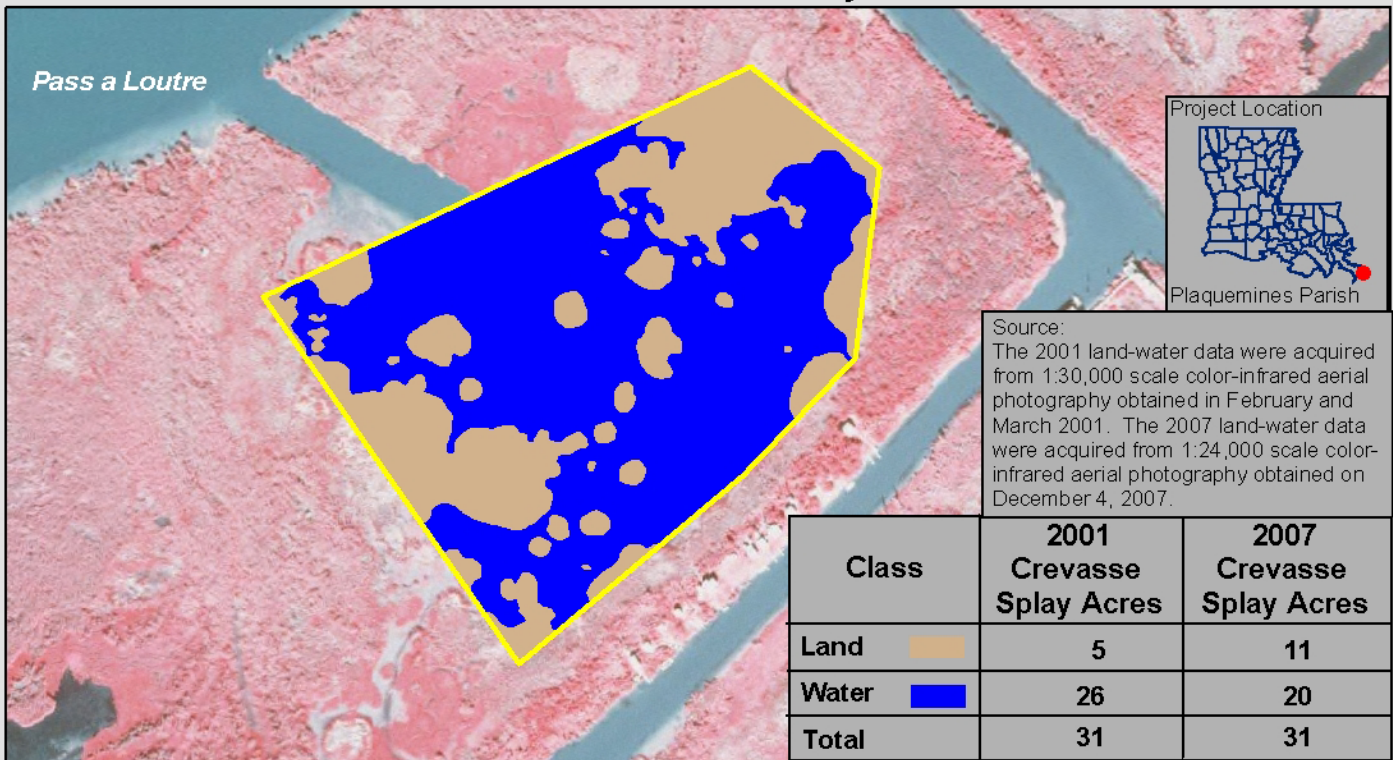 Pass a Loutre
Project Location
Plaquemines Parish
Source:
The 2001 land-water data were acquired
from 1:30,000 scale color-infrared aerial
photography obtained in February and
March 2001.  The 2007 land-water data
were acquired from 1:24,000 scale color-
infrared aerial photography obtained on
December 4, 2007.
Class
2001
Crevasse
Splay Acres
2007
Crevasse
Splay Acres
Land 5 11
Water 26 20
Total 31 31